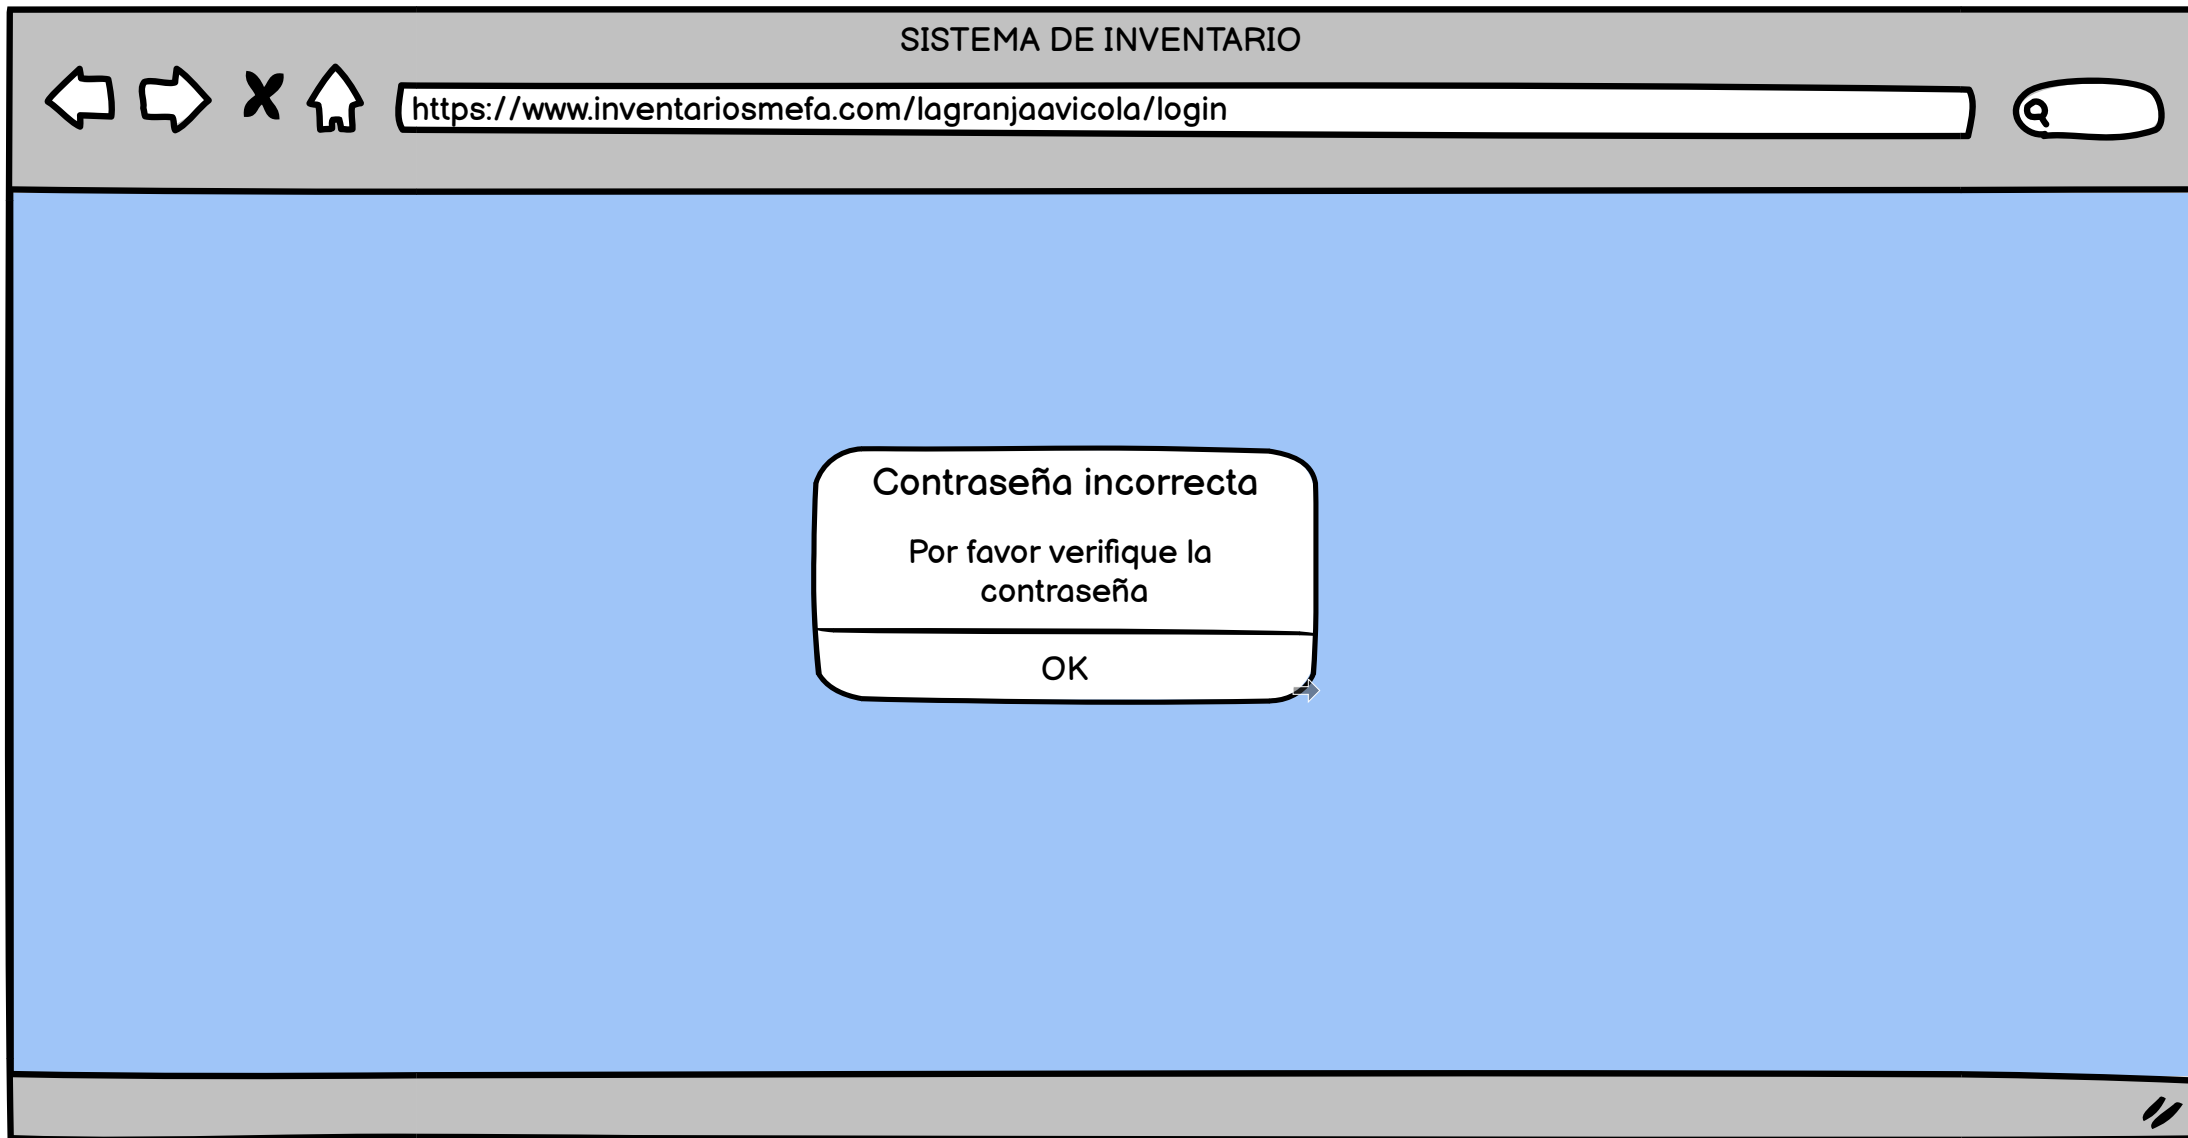 SISTEMA DE INVENTARIO
https://www.inventariosmefa.com/lagranjaavicola/login
Contraseña incorrecta
Por favor verifique la
contraseña
OK